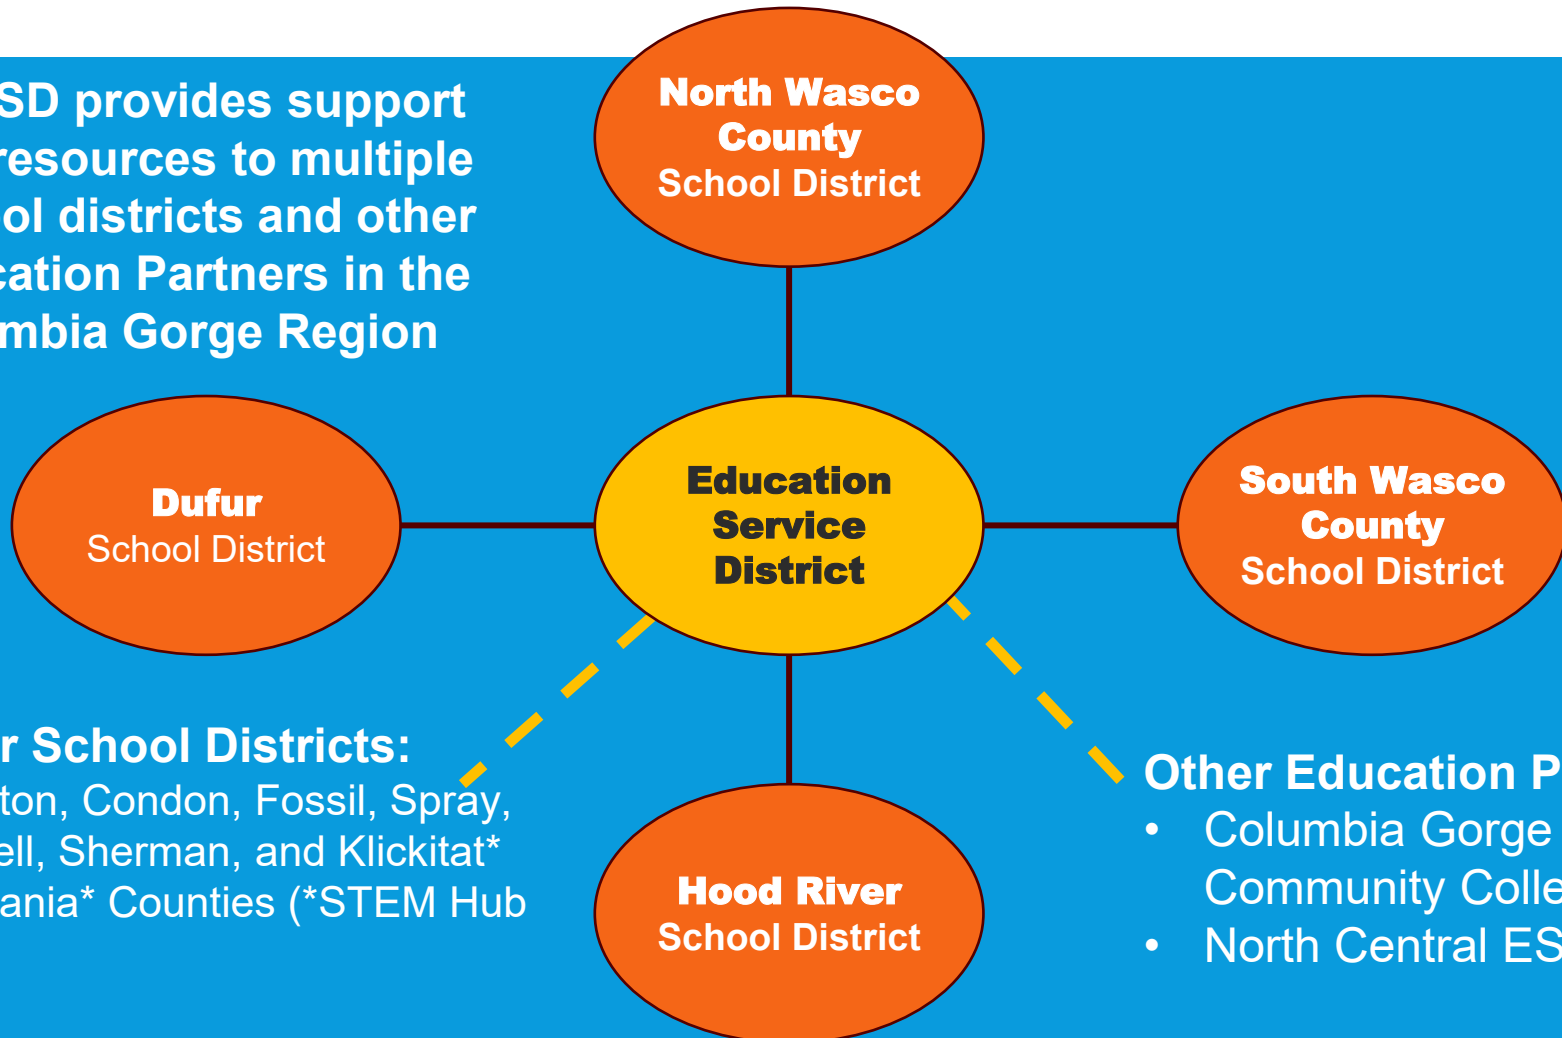 SD provides support
resources to multiple
ol districts and other
cation Partners in the
mbia Gorge Region
North Wasco
County
School District
Dufur
School District
Education
Service
District
South Wasco
County
School District
r School Districts:
ton, Condon, Fossil, Spray,
ell, Sherman, and Klickitat*
ania* Counties (*STEM Hub
Hood River
School District
Other Education P
• Columbia Gorge
Community Colle
• North Central ES